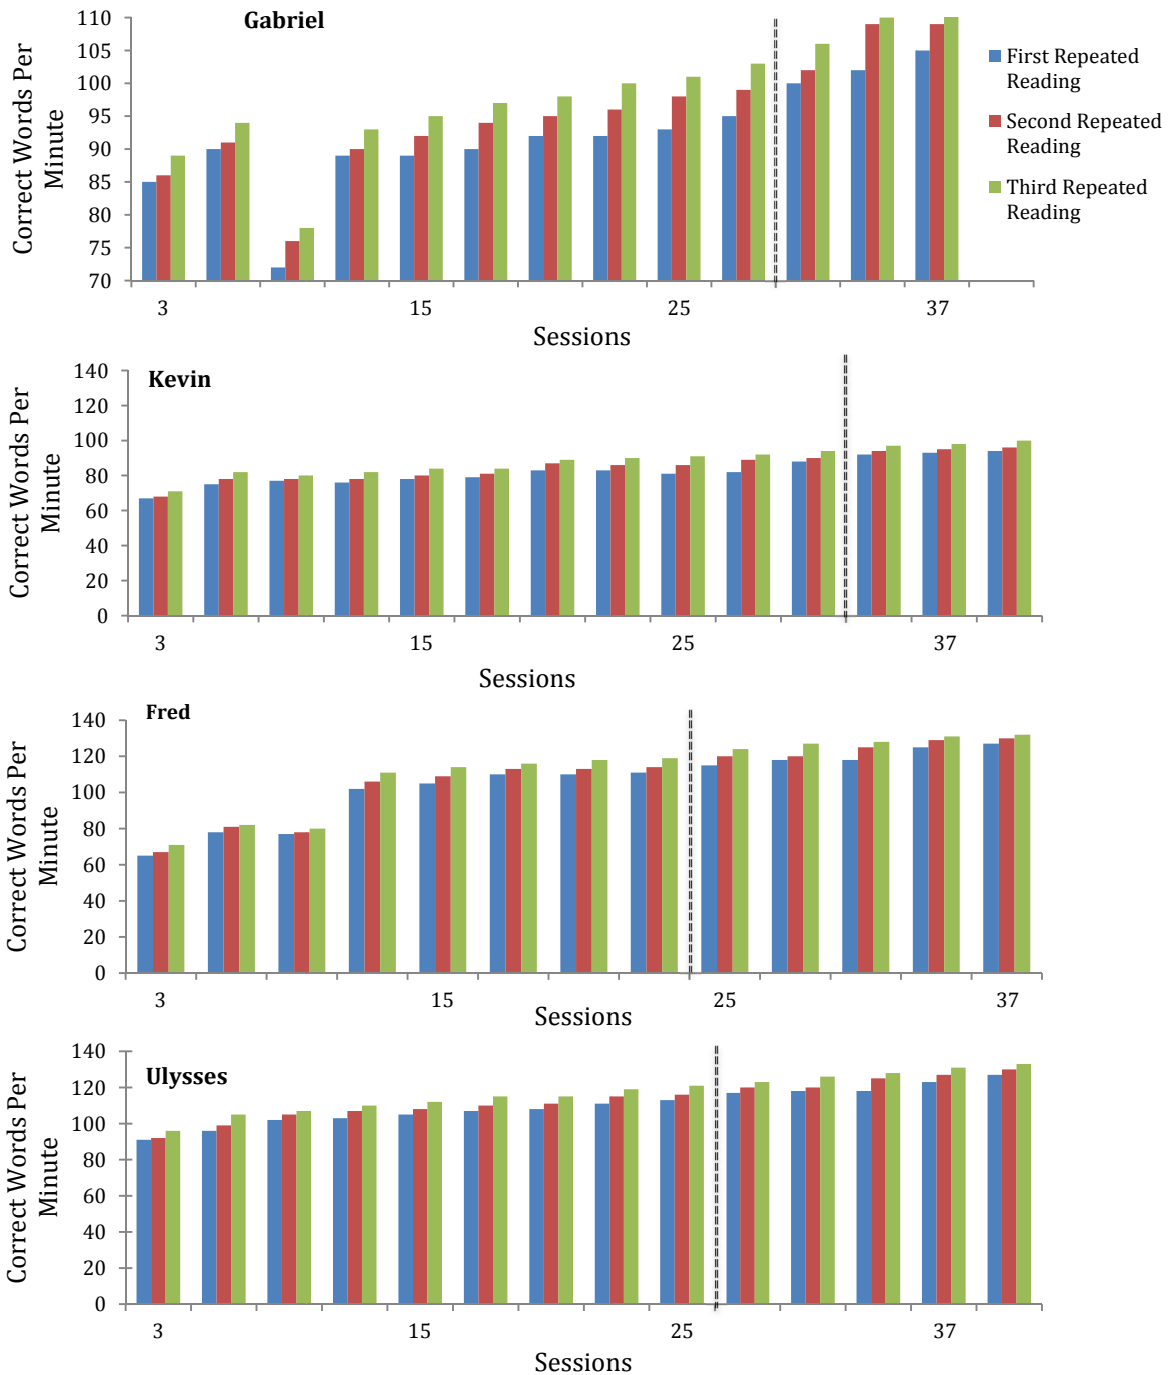 Gabriel
Correct Words Per
Minute
110
105
100
95
90
85
80
75
70
3
15
25
37
Sessions
First Repeated
Reading
Second Repeated
Reading
Third Repeated
Reading
Kevin
Correct Words Per
Minute
140
120
100
80
60
40
20
0
3
15
25
37
Sessions
Fred
Correct Words Per
Minute
140
120
100
80
60
40
20
0
3
15
25
37
Sessions
Ulysses
Correct Words Per
Minute
140
120
100
80
60
40
20
0
3
15
25
37
Sessions